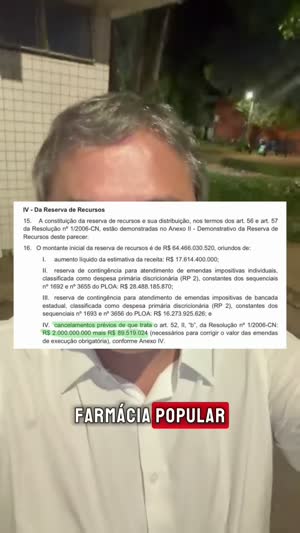 IV - Da Reserva de Recursos
15. A constituição da reserva de recursos e sua distribuição, nos termos dos art. 56 e art. 57
da Resolução nº 1/2006-CN, estão demonstradas no Anexo II - Demonstrativo da Reserva de
Recursos deste parecer.
16. O montante inicial da reserva de recursos é de R$ 64.466.030.520, oriundos de:
I. aumento líquido da estimativa da receita: R$ 17.614.400.000;
II. reserva de contingência para atendimento de emendas impositivas individuais,
classificada como despesa primária discricionária (RP 2), constantes dos sequenciais
nº 1692 e nº 3655 do PLOA: R$ 28.488.185.870;
III. reserva de contingência para atendimento de emendas impositivas de bancada
estadual, classificada como despesa primária discricionária (RP 2), constantes dos
sequenciais nº 1693 e nº 3656 do PLOA: R$ 16.273.925.626; e
IV. cancelamentos prévios de que trata o art. 52, II, "b", da Resolução nº 1/2006-CN:
R$ 2.000.000.000 mais R$ 89.519.024 (necessários para corrigir o valor das emendas
de execução obrigatória), conforme Anexo IV.
FARMÁCIA POPULAR